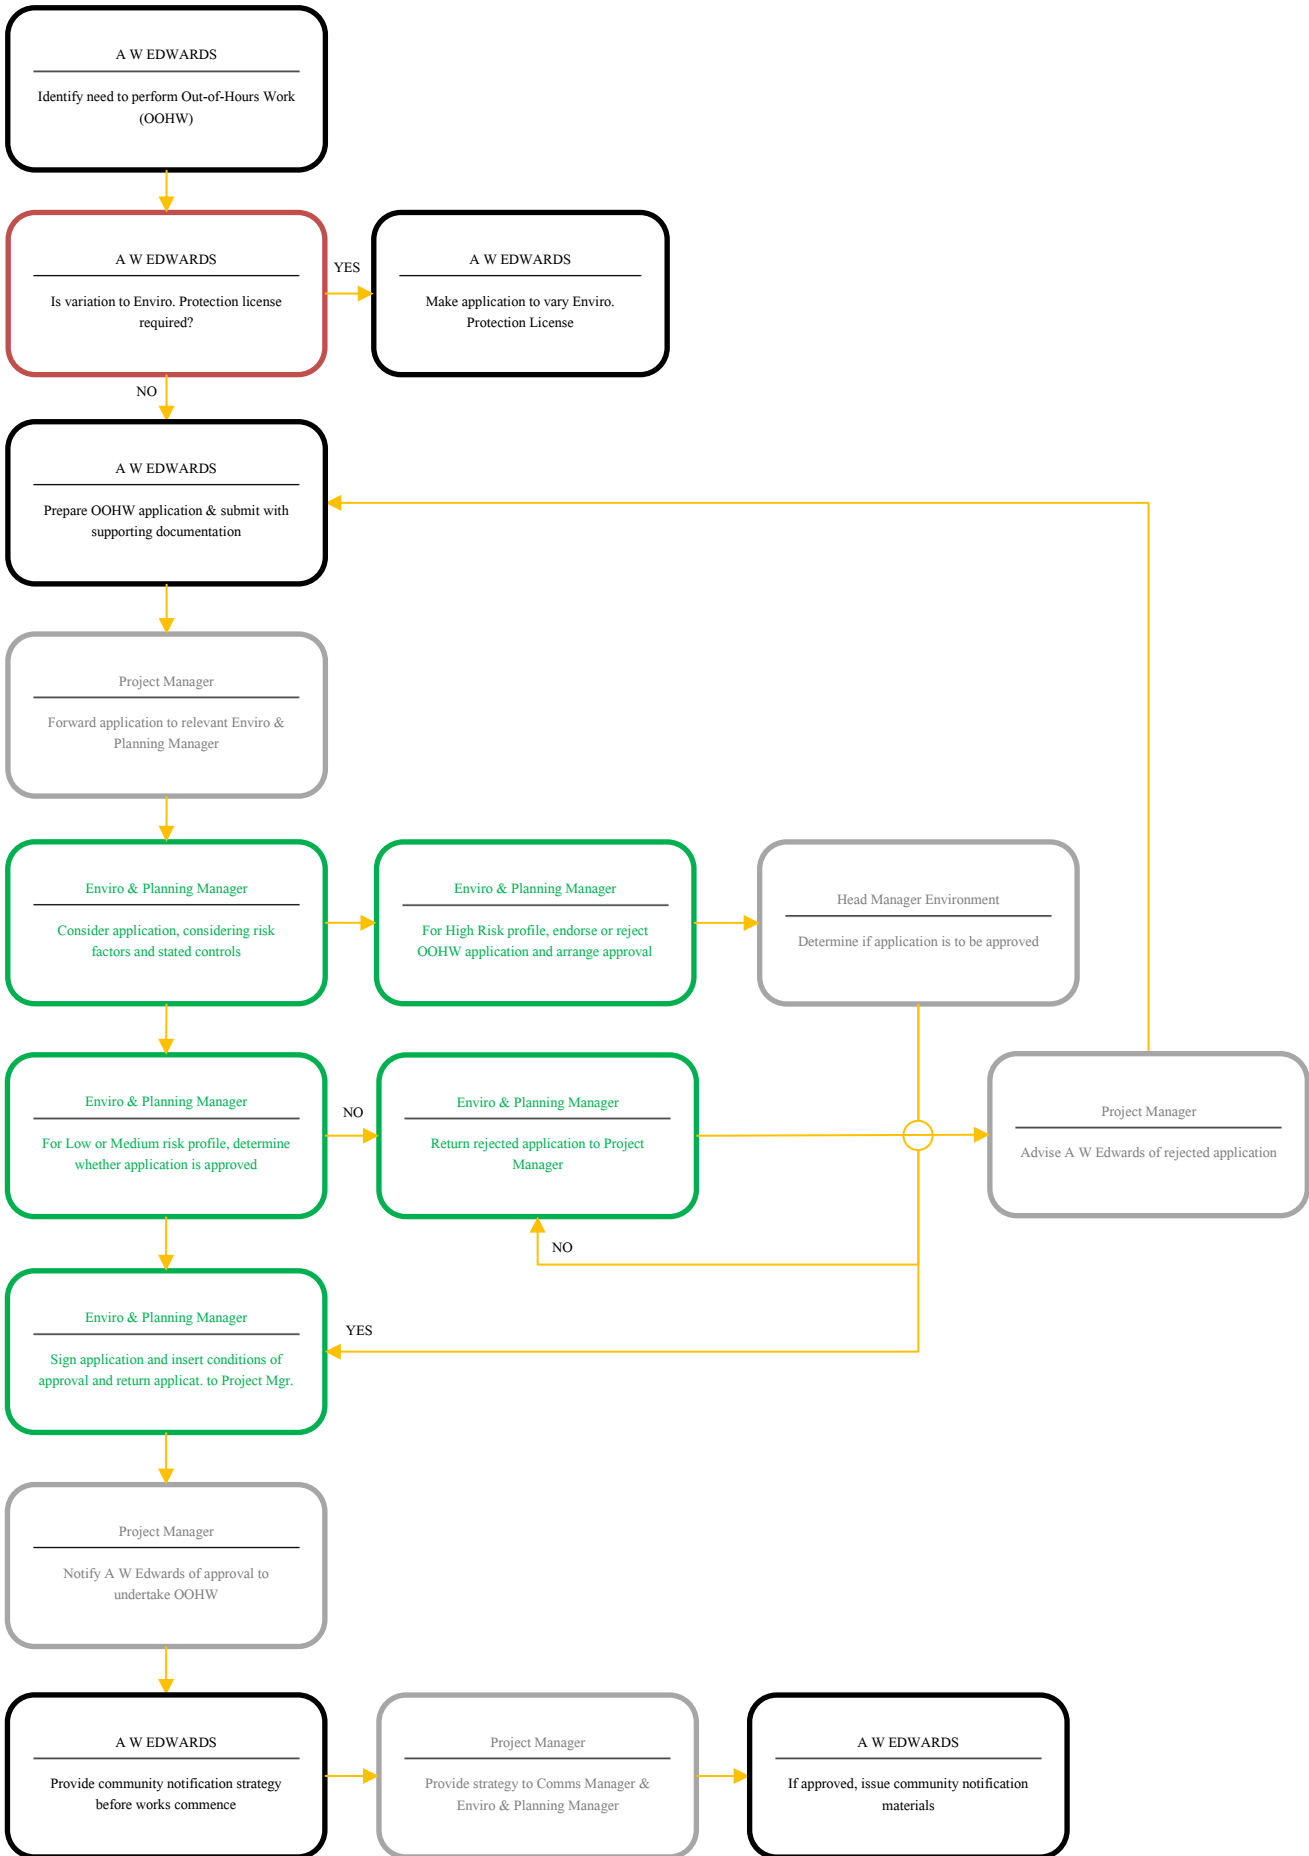 A W EDWARDS
Identify need to perform Out-of-Hours Work
(OOHW)
A W EDWARDS
Is variation to Enviro. Protection license
required?
YES
A W EDWARDS
Make application to vary Enviro.
Protection License
NO
A W EDWARDS
Prepare OOHW application & submit with
supporting documentation
Project Manager
Forward application to relevant Enviro &
Planning Manager
Enviro & Planning Manager
Consider application, considering risk
factors and stated controls
Enviro & Planning Manager
For High Risk profile, endorse or reject
OOHW application and arrange approval
Head Manager Environment
Determine if application is to be approved
Enviro & Planning Manager
For Low or Medium risk profile, determine
whether application is approved
NO
Enviro & Planning Manager
Return rejected application to Project
Manager
Project Manager
Advise A W Edwards of rejected application
NO
Enviro & Planning Manager
Sign application and insert conditions of
approval and return applicat. to Project Mgr.
YES
Project Manager
Notify A W Edwards of approval to
undertake OOHW
A W EDWARDS
Provide community notification strategy
before works commence
Project Manager
Provide strategy to Comms Manager &
Enviro & Planning Manager
A W EDWARDS
If approved, issue community notification
materials